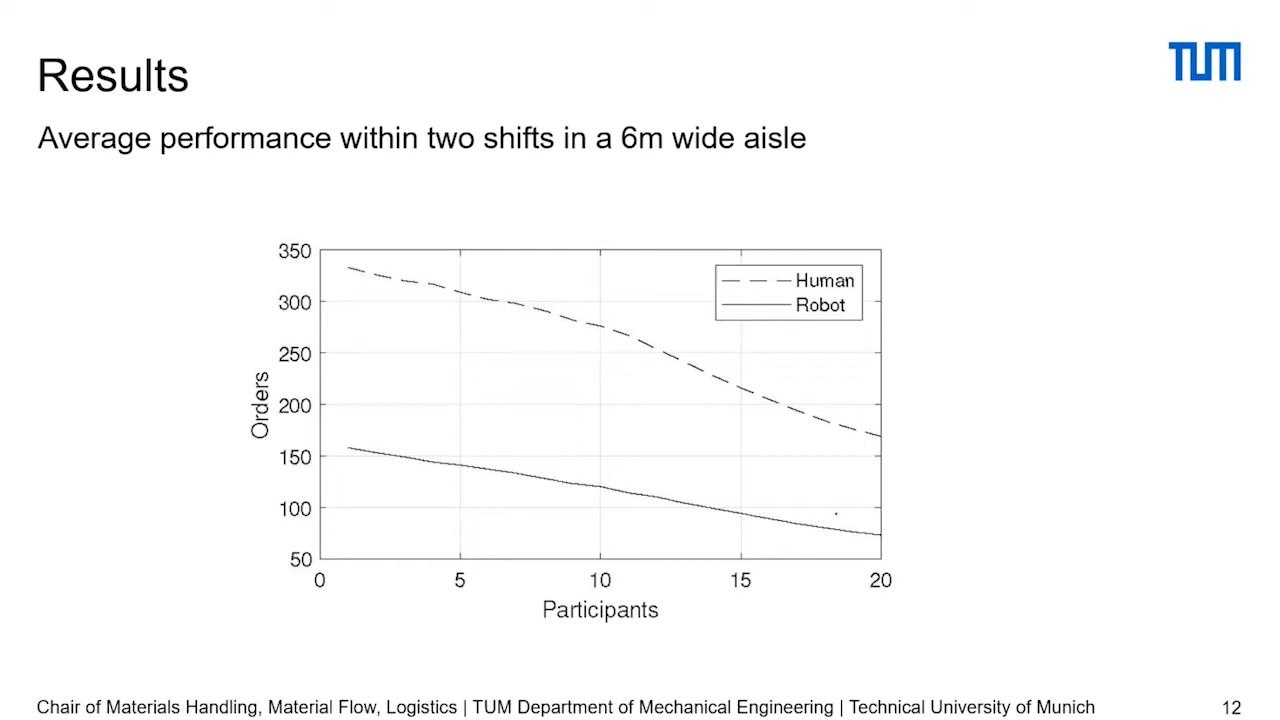 TUM
Results
Average performance within two shifts in a 6m wide aisle
350
300
250
200
150
100
50
Orders
Human
Robot
0 5 10 15 20
Participants
Chair of Materials Handling, Material Flow, Logistics | TUM Department of Mechanical Engineering | Technical University of Munich 12